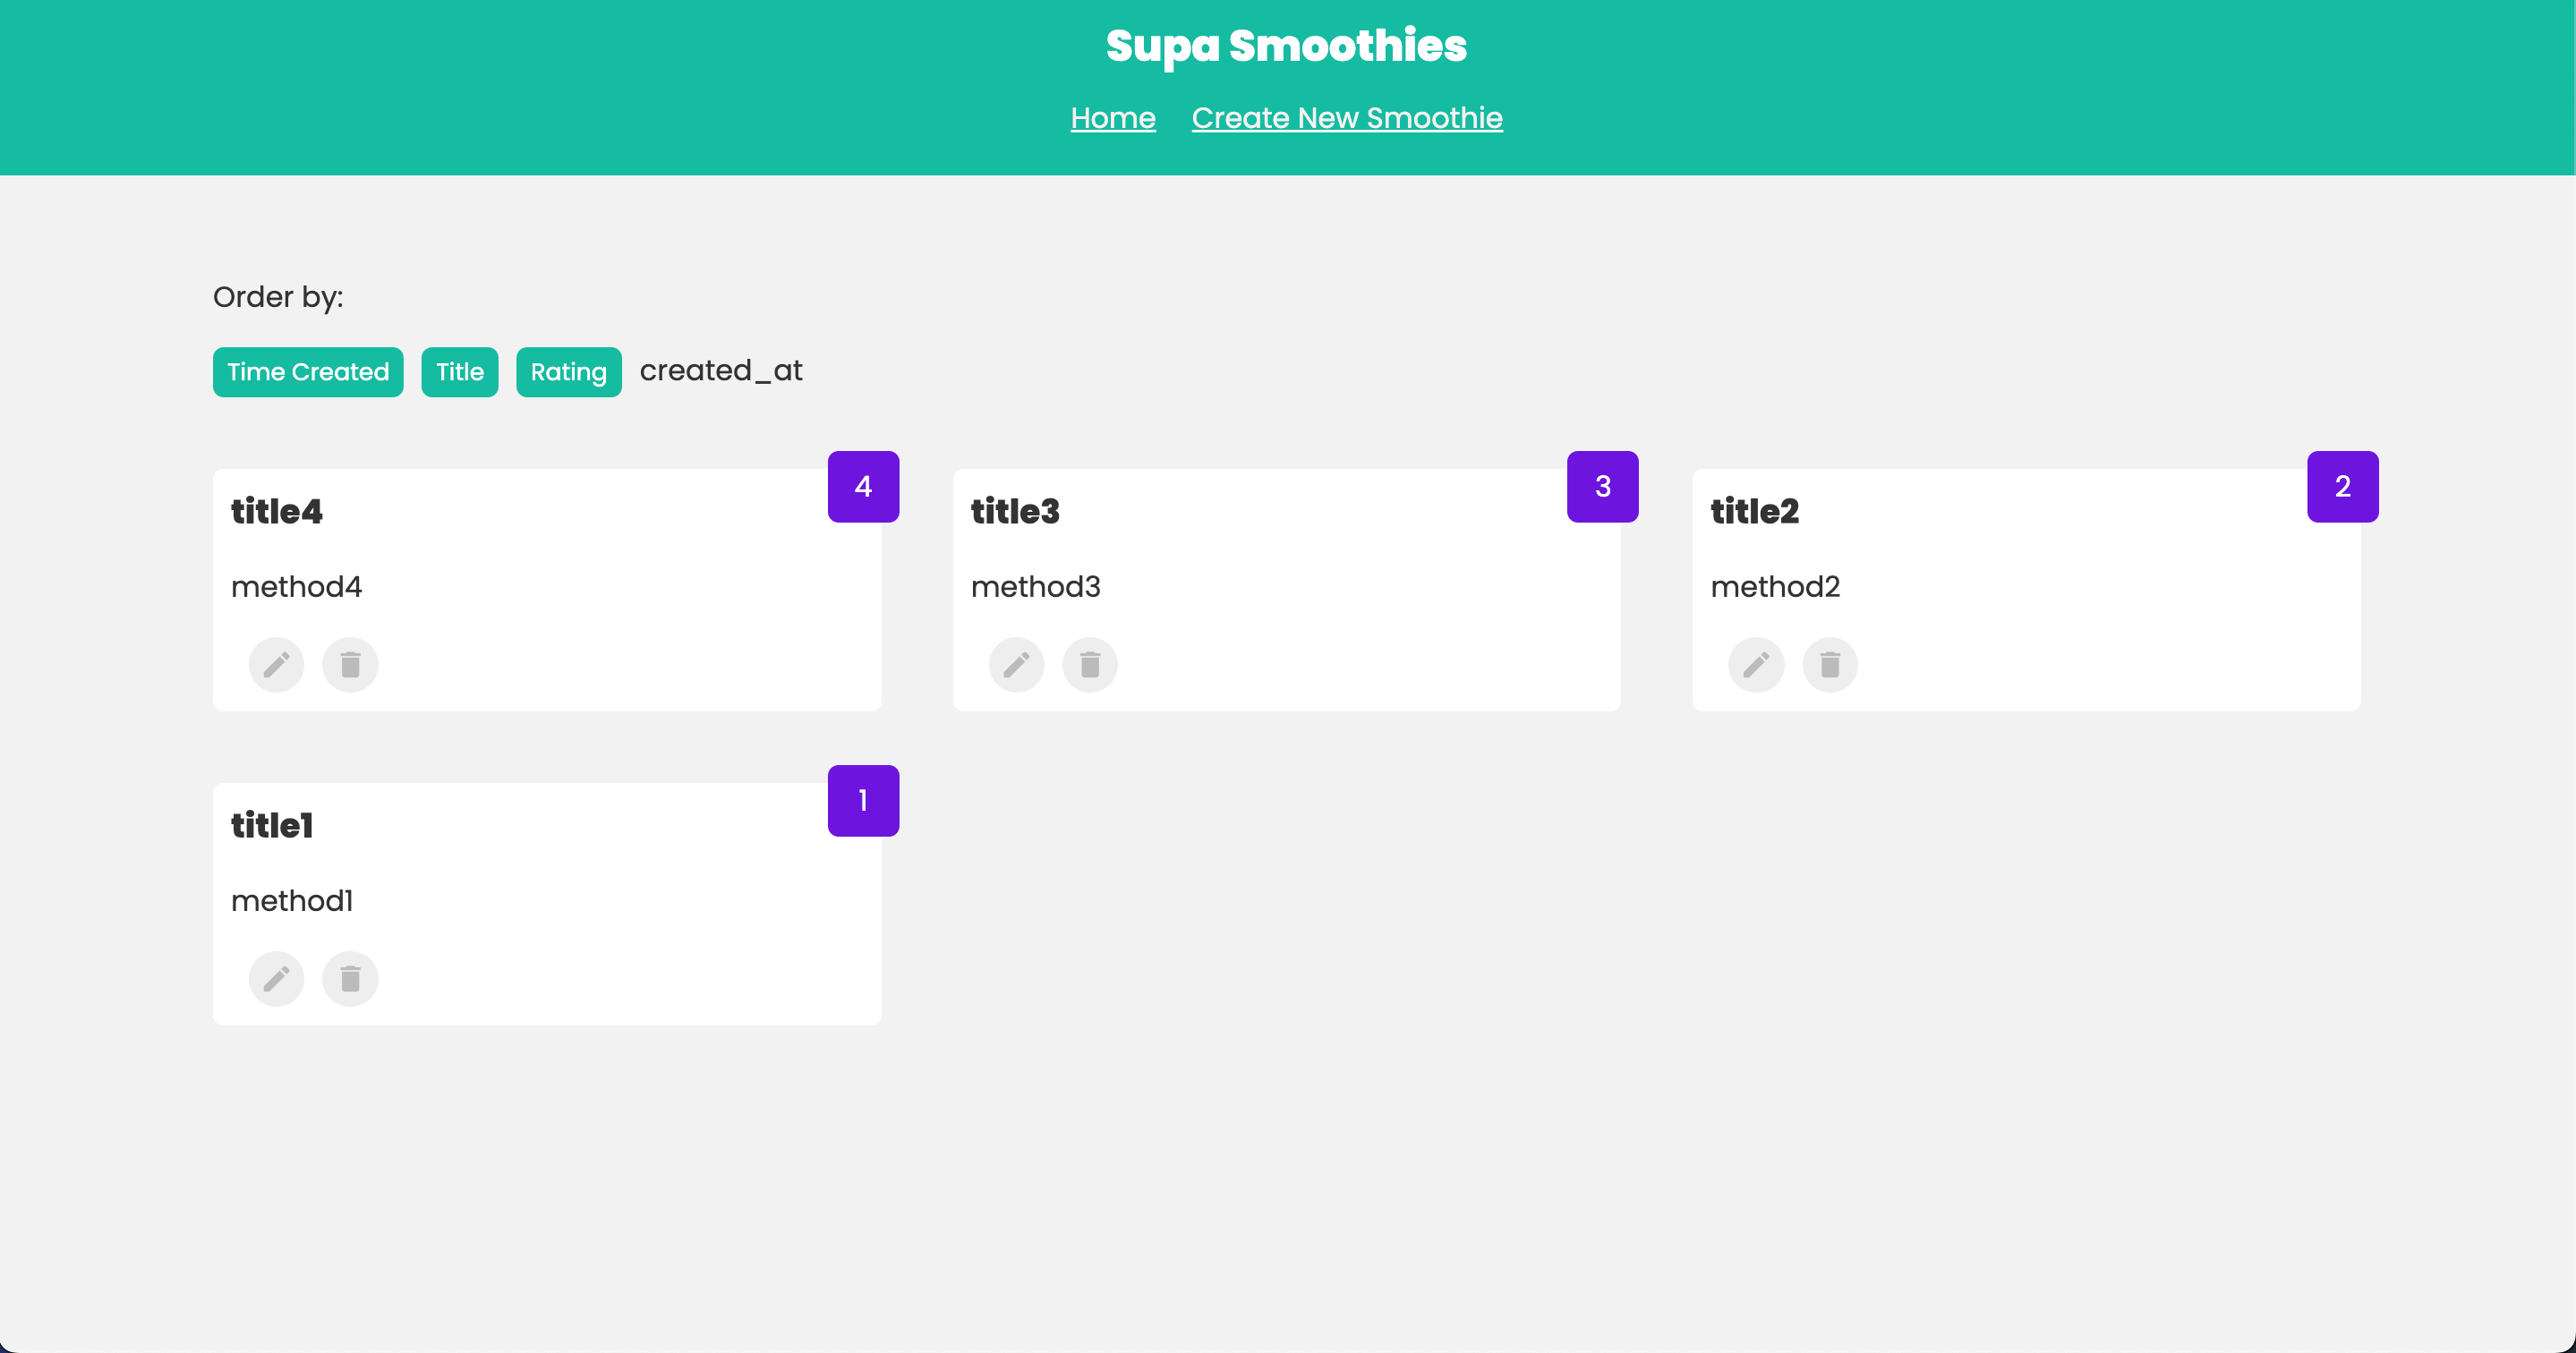 Supa Smoothies
Home Create New Smoothie
Order by:
Time Created Title Rating created_at
4
title4
method4
3
title3
method3
2
title2
method2
1
title1
method1